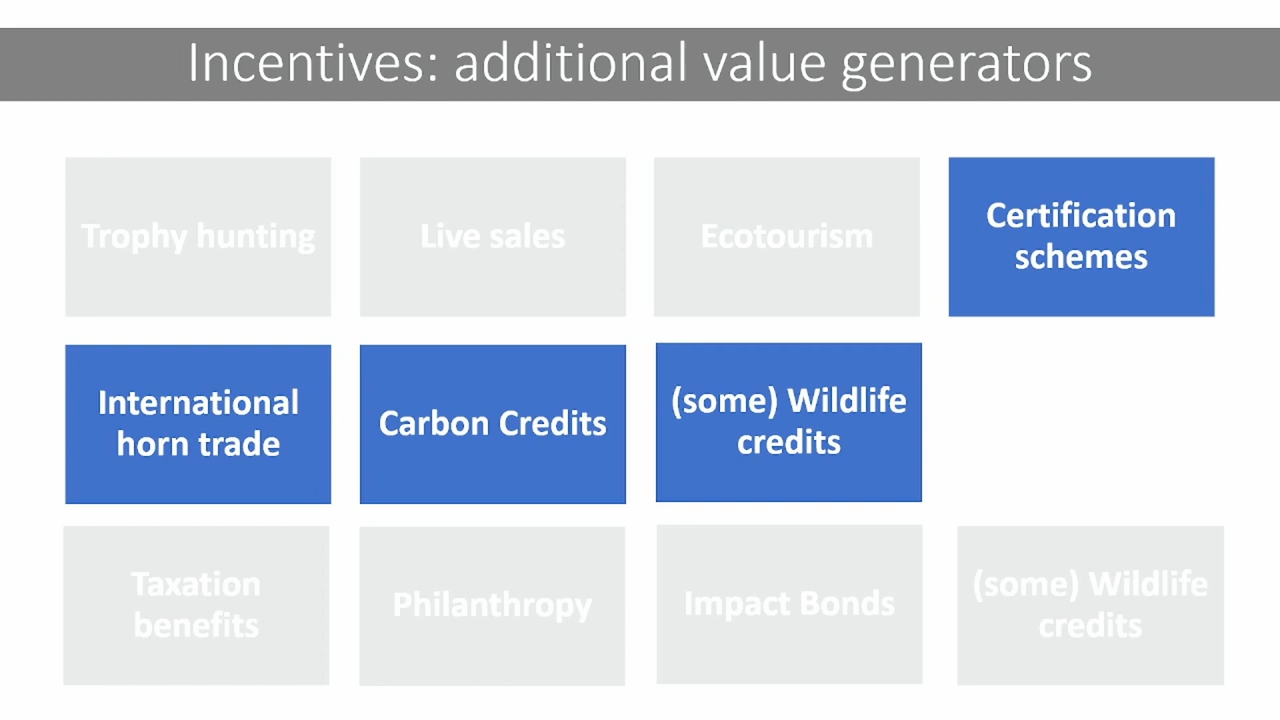 Incentives: additional value generators
Trophy hunting
Live sales
Ecotourism
Certification
schemes
International
horn trade
Carbon Credits
(some) Wildlife
credits
Taxation
benefits
Philanthropy
Impact Bonds
(some) Wildlife
credits